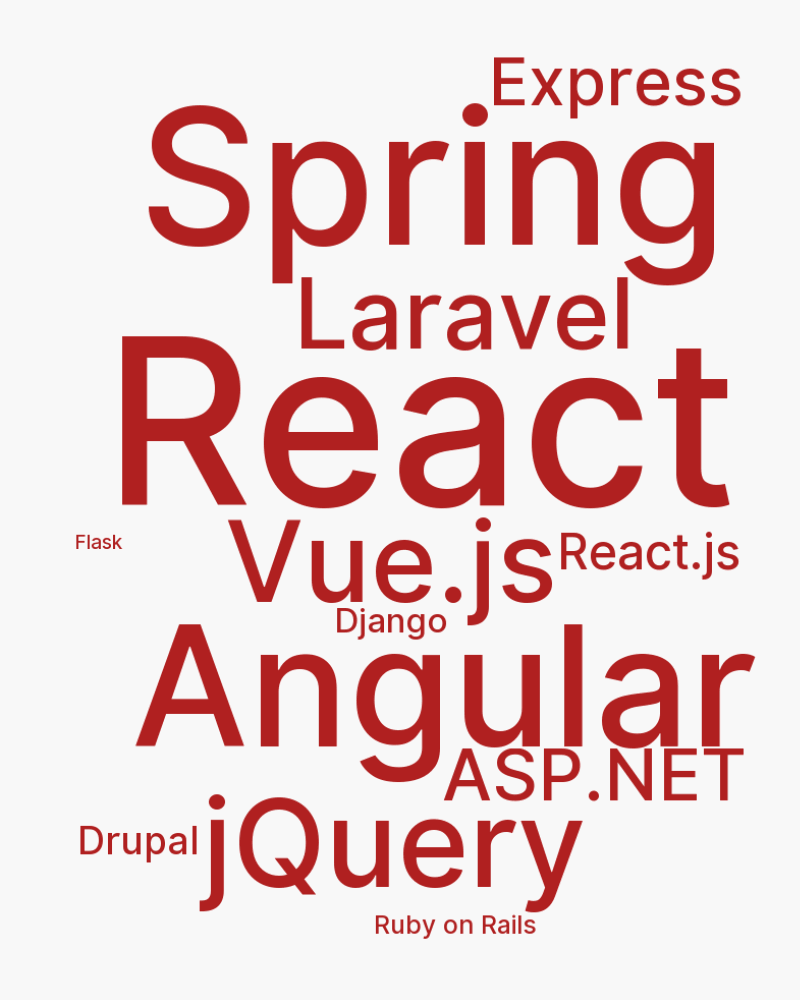 Express
Spring
Laravel
React
Flask
Vue.js
React.js
Django
Angular
ASP.NET
Drupal
jQuery
Ruby on Rails